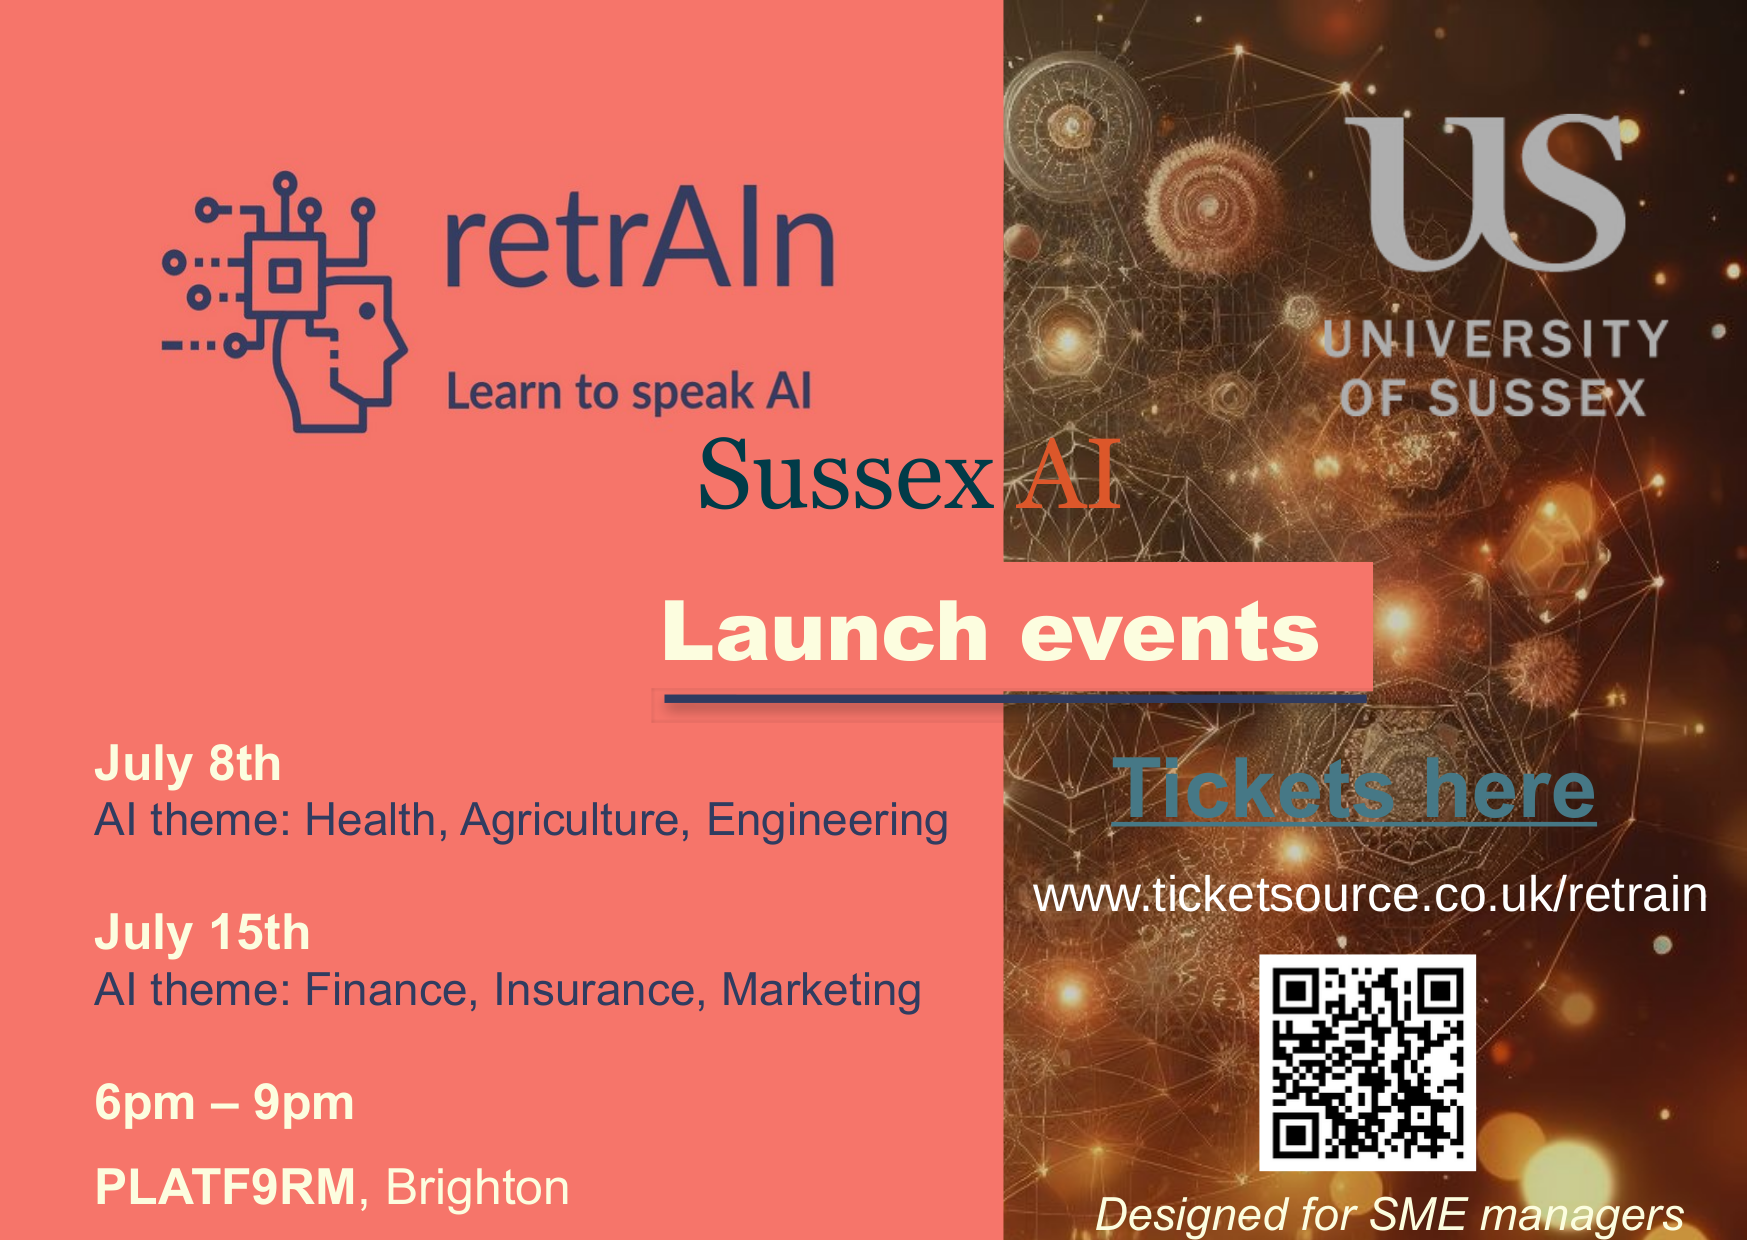 retrAIn
Learn to speak AI
us
UNIVERSITY
OF SUSSEX
Sussex AI
Launch events
July 8th
AI theme: Health, Agriculture, Engineering
July 15th
AI theme: Finance, Insurance, Marketing
6pm – 9pm
PLATF9RM, Brighton
Tickets here
www.ticketsource.co.uk/retrain
Designed for SME managers